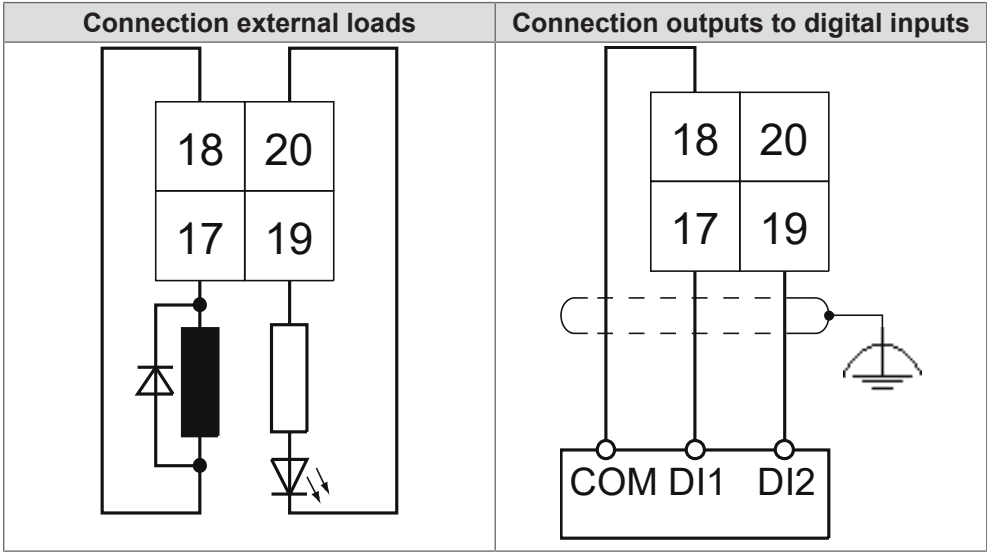 Connection external loads
Connection outputs to digital inputs
18 20
17 19
18 20
17 19
COM DI1 DI2